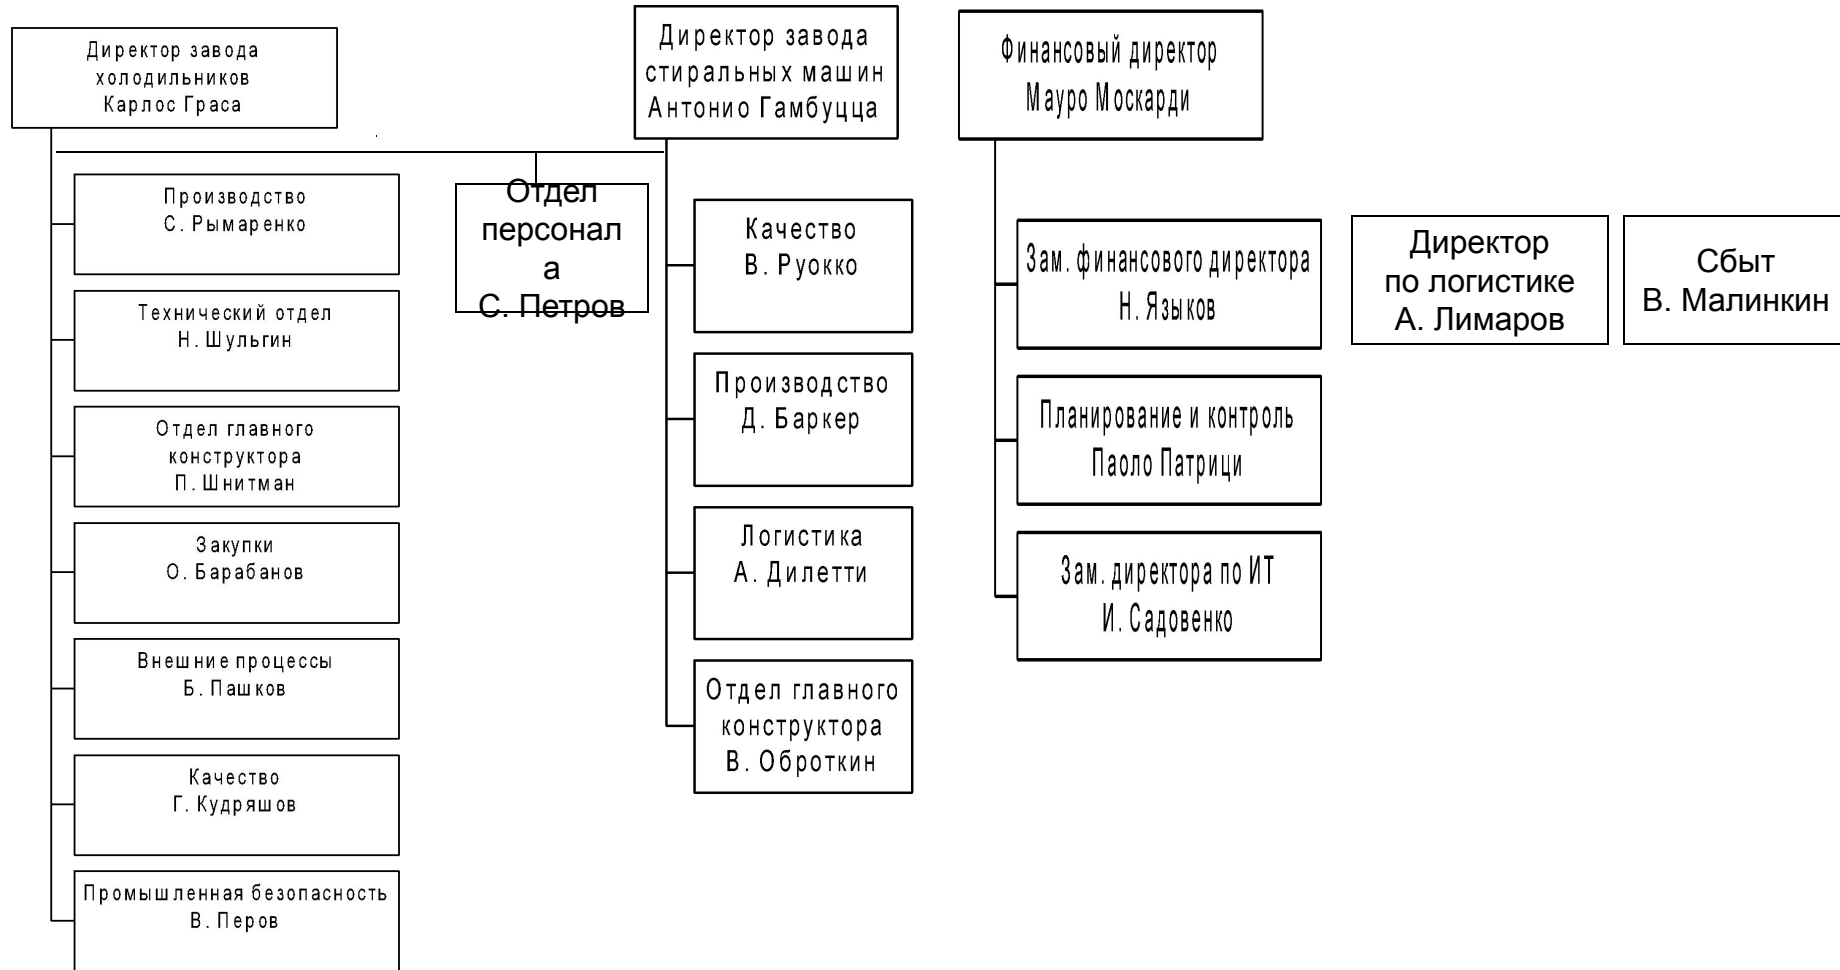 Директор завода
холодильников
Карлос Граса
Производство
С. Рымаренко
Технический отдел
Н. Шульгин
Отдел главного
конструктора
П. Шнитман
Закупки
О. Барабанов
Внешние процессы
Б. Пашков
Качество
Г. Кудряшов
Промышленная безопасность
В. Перов
Отдел
персонал
а
С. Петров
Директор завода
стиральных машин
Антонио Гамбуцца
Качество
В. Руокко
Производство
Д. Баркер
Логистика
А. Дилетти
Отдел главного
конструктора
В. Оброткин
Финансовый директор
Мауро Москарди
Зам. финансового директора
Н. Языков
Планирование и контроль
Паоло Патрици
Зам. директора по ИТ
И. Садовенко
Директор
по логистике
А. Лимаров
Сбыт
В. Малинкин